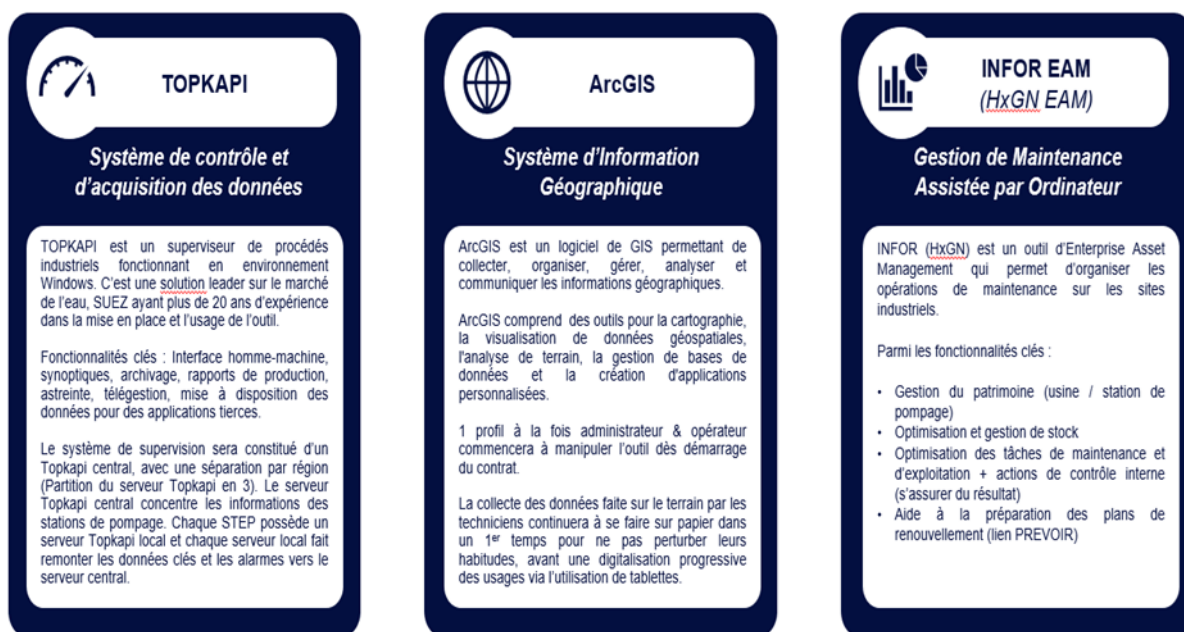 TOPKAPI
Système de contrôle et
d'acquisition des données
TOPKAPI est un superviseur de procédés
industriels fonctionnant en environnement
Windows. C'est une solution leader sur le marché
de l'eau, SUEZ ayant plus de 20 ans d'expérience
dans la mise en place et l'usage de l'outil.
Fonctionnalités clés : Interface homme-machine,
synoptiques, archivage, rapports de production,
astreinte, télégestion, mise à disposition des
données pour des applications tierces.
Le système de supervision sera constitué d'un
Topkapi central, avec une séparation par région
(Partition du serveur Topkapi en 3). Le serveur
Topkapi central concentre les informations des
stations de pompage. Chaque STEP possède un
serveur Topkapi local et chaque serveur local fait
remonter les données clés et les alarmes vers le
serveur central.
ArcGIS
Système d'Information
Géographique
ArcGIS est un logiciel de GIS permettant de
collecter, organiser, gérer, analyser et
communiquer les informations géographiques.
ArcGIS comprend des outils pour la cartographie,
la visualisation de données géospatiales,
l'analyse de terrain, la gestion de bases de
données et la création d'applications
personnalisées.
1 profil à la fois administrateur & opérateur
commencera à manipuler l'outil dès démarrage
du contrat.
La collecte des données faite sur le terrain par les
techniciens continuera à se faire sur papier dans
un 1er temps pour ne pas perturber leurs
habitudes, avant une digitalisation progressive
des usages via l'utilisation de tablettes.
INFOR EAM
(HxGN EAM)
Gestion de Maintenance
Assistée par Ordinateur
INFOR (HxGN) est un outil d'Enterprise Asset
Management qui permet d'organiser les
opérations de maintenance sur les sites
industriels.
Parmi les fonctionnalités clés :
• Gestion du patrimoine (usine / station de
pompage)
• Optimisation et gestion de stock
• Optimisation des tâches de maintenance et
d'exploitation + actions de contrôle interne
(s'assurer du résultat)
• Aide à la préparation des plans de
renouvellement (lien PREVOIR)